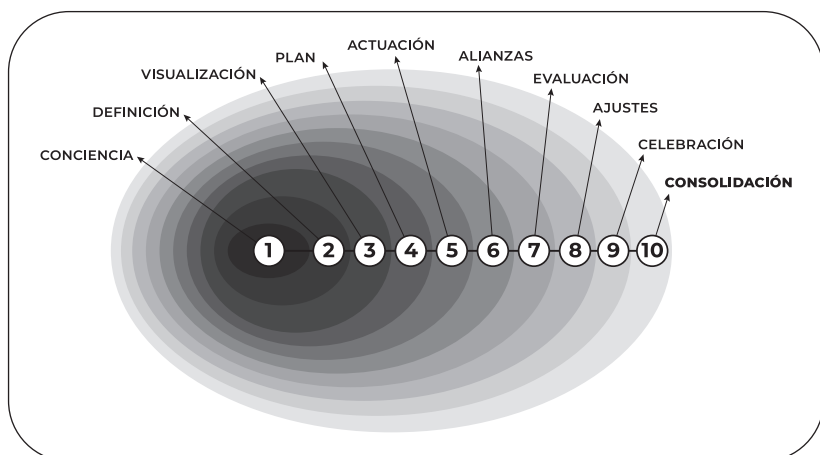 ACTUACIÓN
PLAN
ALIANZAS
VISUALIZACIÓN
EVALUACIÓN
DEFINICIÓN
AJUSTES
CONCIENCIA
CELEBRACIÓN
CONSOLIDACIÓN
1 2 3 4 5 6 7 8 9 10